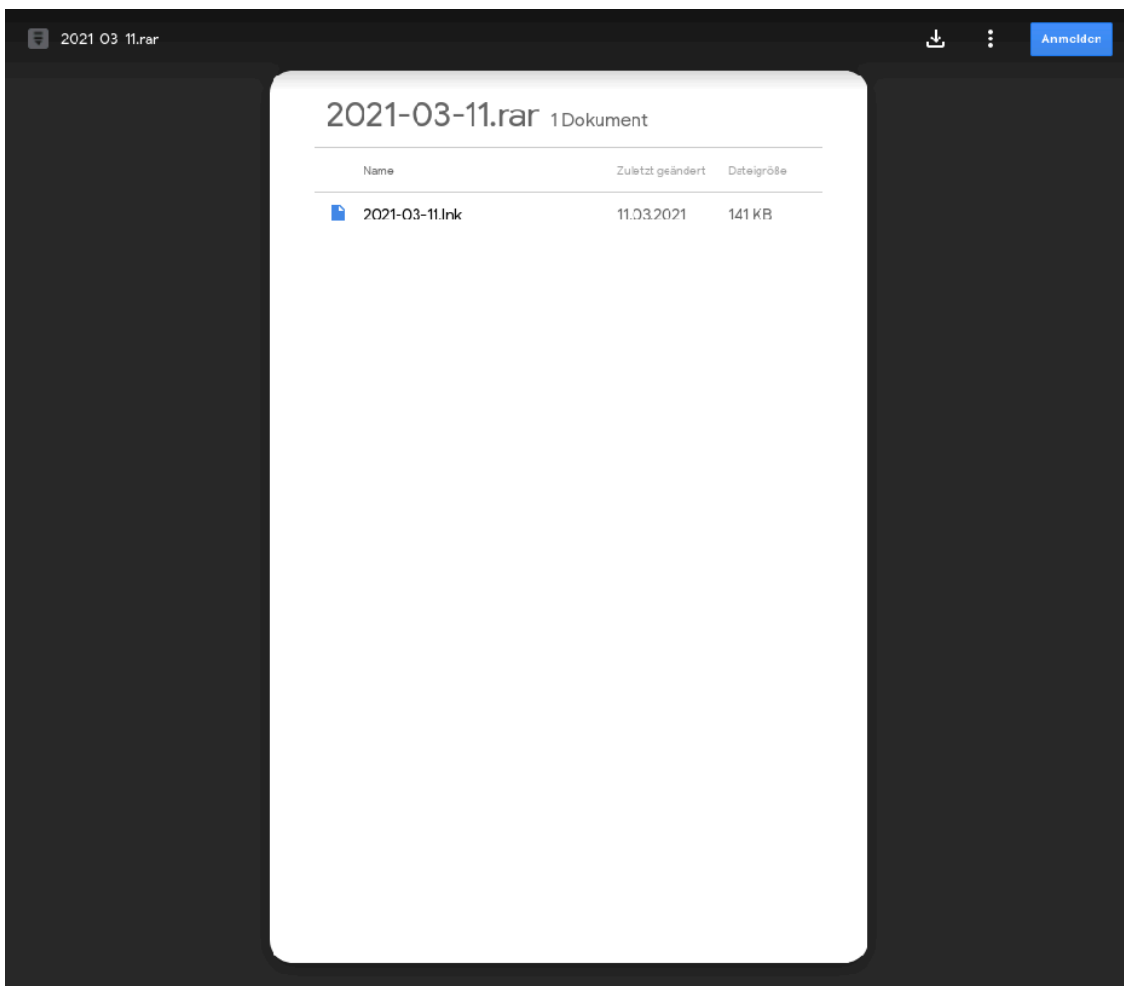 2021 03 11.rar
Anmelden
2021-03-11.rar 1 Dokument
Name Zuletzt geändert Dateigröße
2021-03-11.lnk 11.03.2021 141 KB